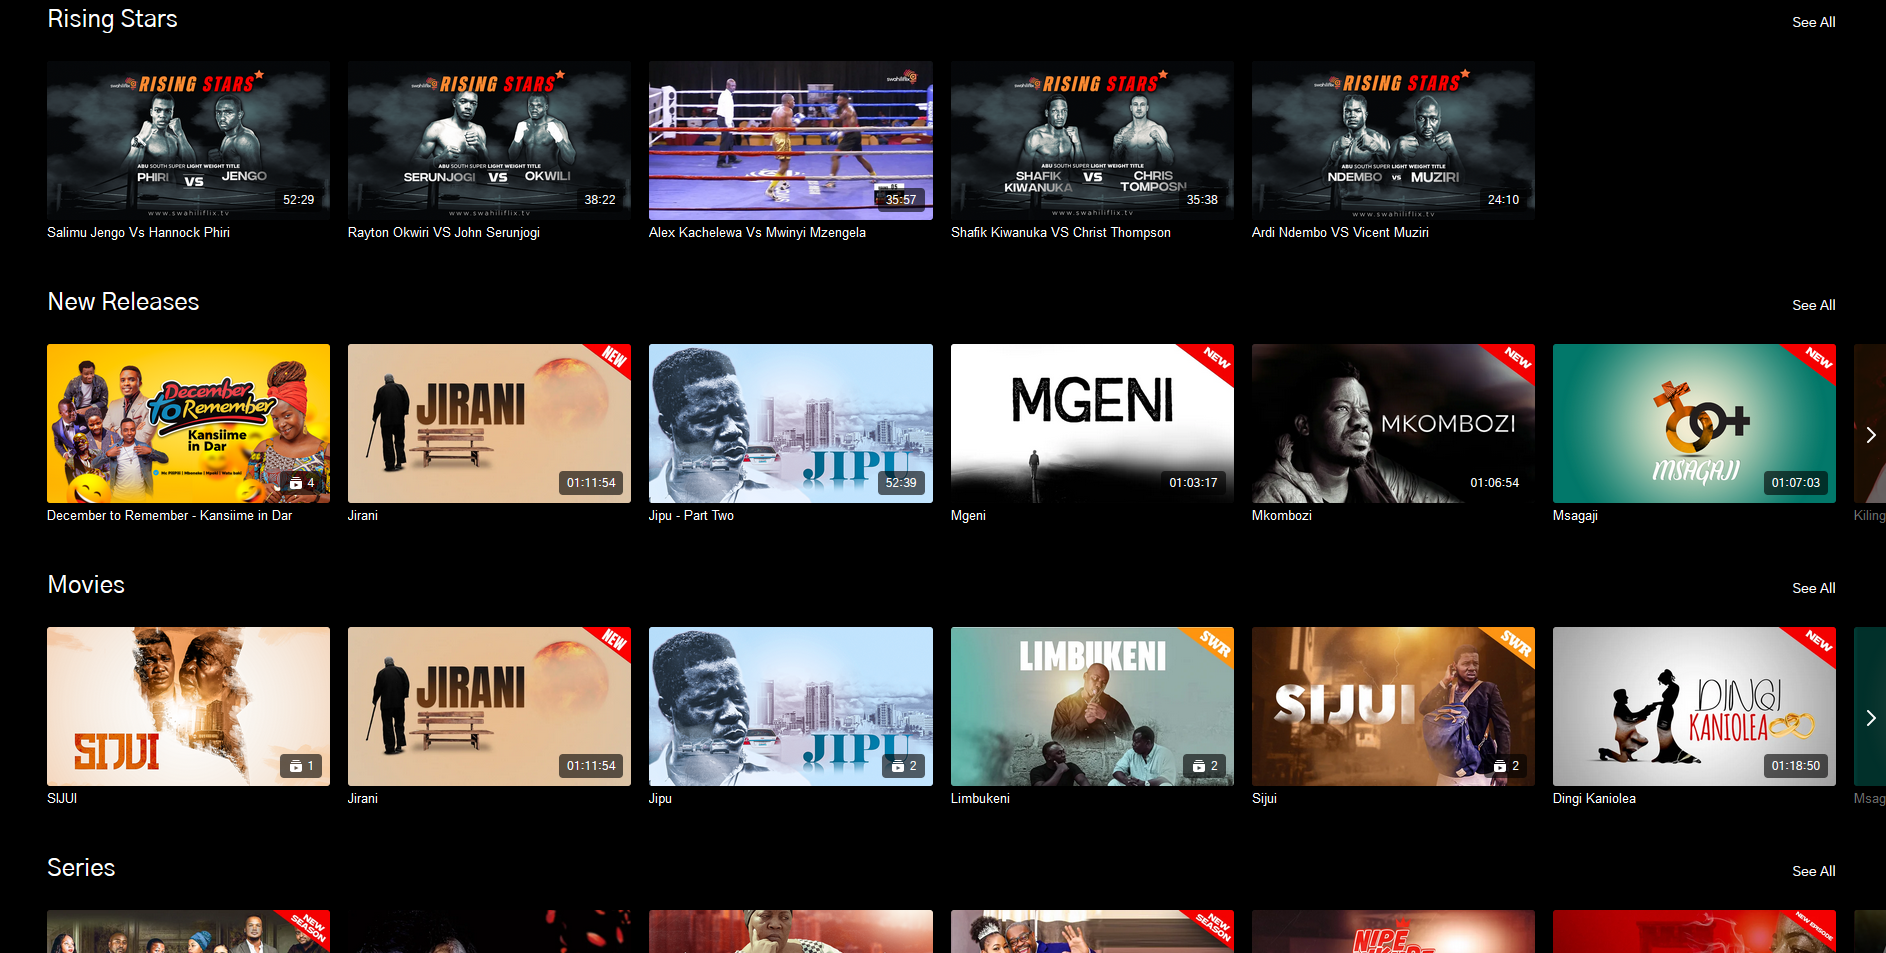 Rising Stars
See All
swahiliflix RISING STARS
ABU SOUTH SUPER LIGHT WEIGHT TITLE
PHIRI VS JENGO
52:29
www.swahiliflix.tv
Salimu Jengo Vs Hannock Phiri
swahiliflix RISING STARS
ABU SOUTH SUPER LIGHT WEIGHT TITLE
SERUNJOGI VS OKWILI
38:22
www.swahiliflix.tv
Rayton Okwiri VS John Serunjogi
swahiliflix
35:57
Alex Kachelewa Vs Mwinyi Mzengela
swahiliflix RISING STARS
ABU SOUTH SUPER LIGHT WEIGHT TITLE
SHAFIK KIWANUKA VS CHRIS TOMPOSN
35:38
www.swahiliflix.tv
Shafik Kiwanuka VS Christ Thompson
swahiliflix RISING STARS
ABU SOUTH SUPER LIGHT WEIGHT TITLE
NDEMBO vs MUZIRI
24:10
www.swahiliflix.tv
Ardi Ndembo VS Vicent Muziri
New Releases
See All
December to Remember
Kansiime in Dar
4
December to Remember - Kansiime in Dar
NEW
JIRANI
01:11:54
Jirani
JIPU
52:39
Jipu - Part Two
NEW
MGENI
01:03:17
Mgeni
NEW
MKOMBOZI
01:06:54
Mkombozi
NEW
MSAGAJI
01:07:03
Msagaji
Kiling
Movies
See All
SIJUI
1
SIJUI
NEW
JIRANI
01:11:54
Jirani
JIPU
2
Jipu
SWR
LIMBUKENI
2
Limbukeni
SWR
SIJUI
2
Sijui
NEW
DINGI
KANIOLEA
01:18:50
Dingi Kaniolea
Msag
Series
See All
NEW SEASON
NEW SEASON
NIPE
NEW EPISODE